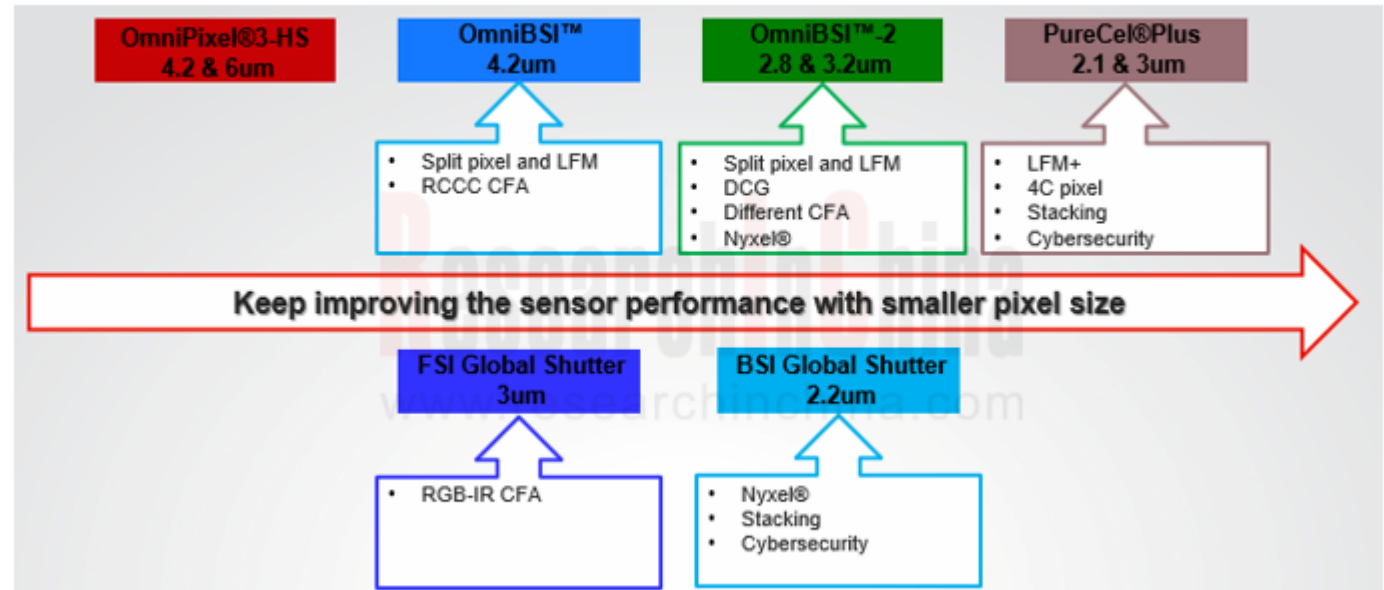 OmniPixel®3-HS
4.2 & 6um
OmniBSI™
4.2um
OmniBSI™-2
2.8 & 3.2um
PureCel®Plus
2.1 & 3um
• Split pixel and LFM
• RCCC CFA
• Split pixel and LFM
• DCG
• Different CFA
• Nyxel®
• LFM+
• 4C pixel
• Stacking
• Cybersecurity
ResearchInChina
Keep improving the sensor performance with smaller pixel size
FSI Global Shutter
3um
BSI Global Shutter
2.2um
www.researchinchina.com
• RGB-IR CFA
• Nyxel®
• Stacking
• Cybersecurity